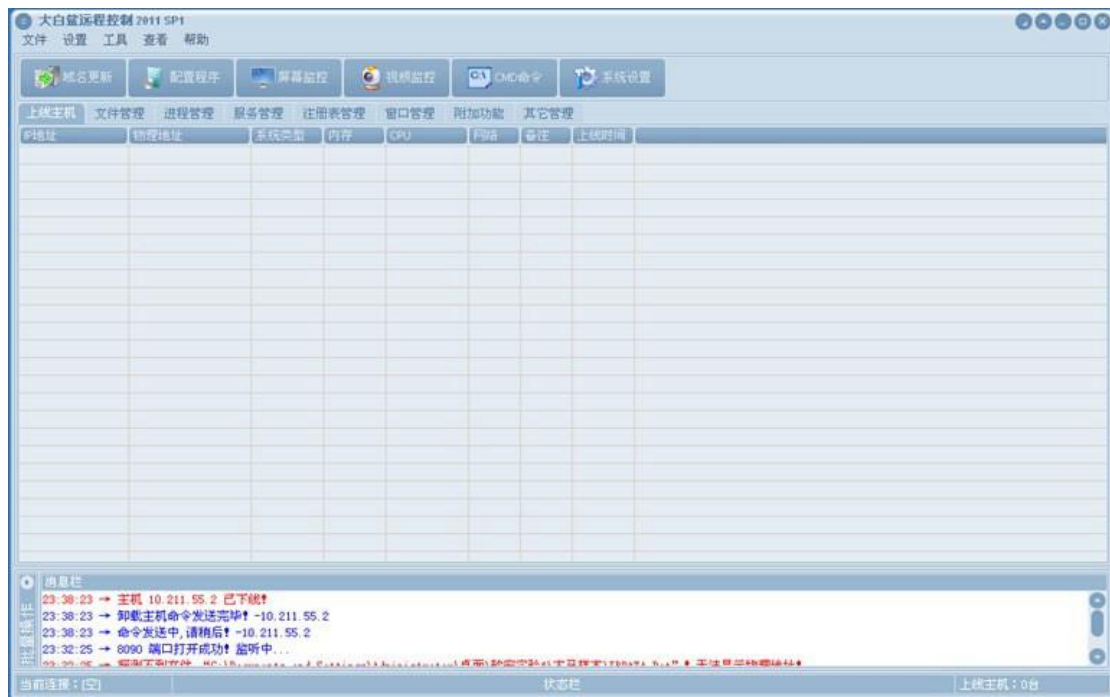 大白鲨远程控制 2011 SP1
文件 设置 工具 查看 帮助
域名更新 配置程序 屏幕监控 视频监控 CMD命令 系统设置
上线主机 文件管理 进程管理 服务管理 注册表管理 窗口管理 附加功能 其它管理
IP地址 物理地址 系统类型 内存 CPU 网络 备注 上线时间
消息栏
23:38:23 → 主机 10.211.55.2 已下线!
23:38:23 → 卸载主机命令发送完毕! -10.211.55.2
23:38:23 → 命令发送中,请稍后! -10.211.55.2
23:32:25 → 8090 端口打开成功! 监听中...
当前连接:[空] 状态栏 上线主机:0台